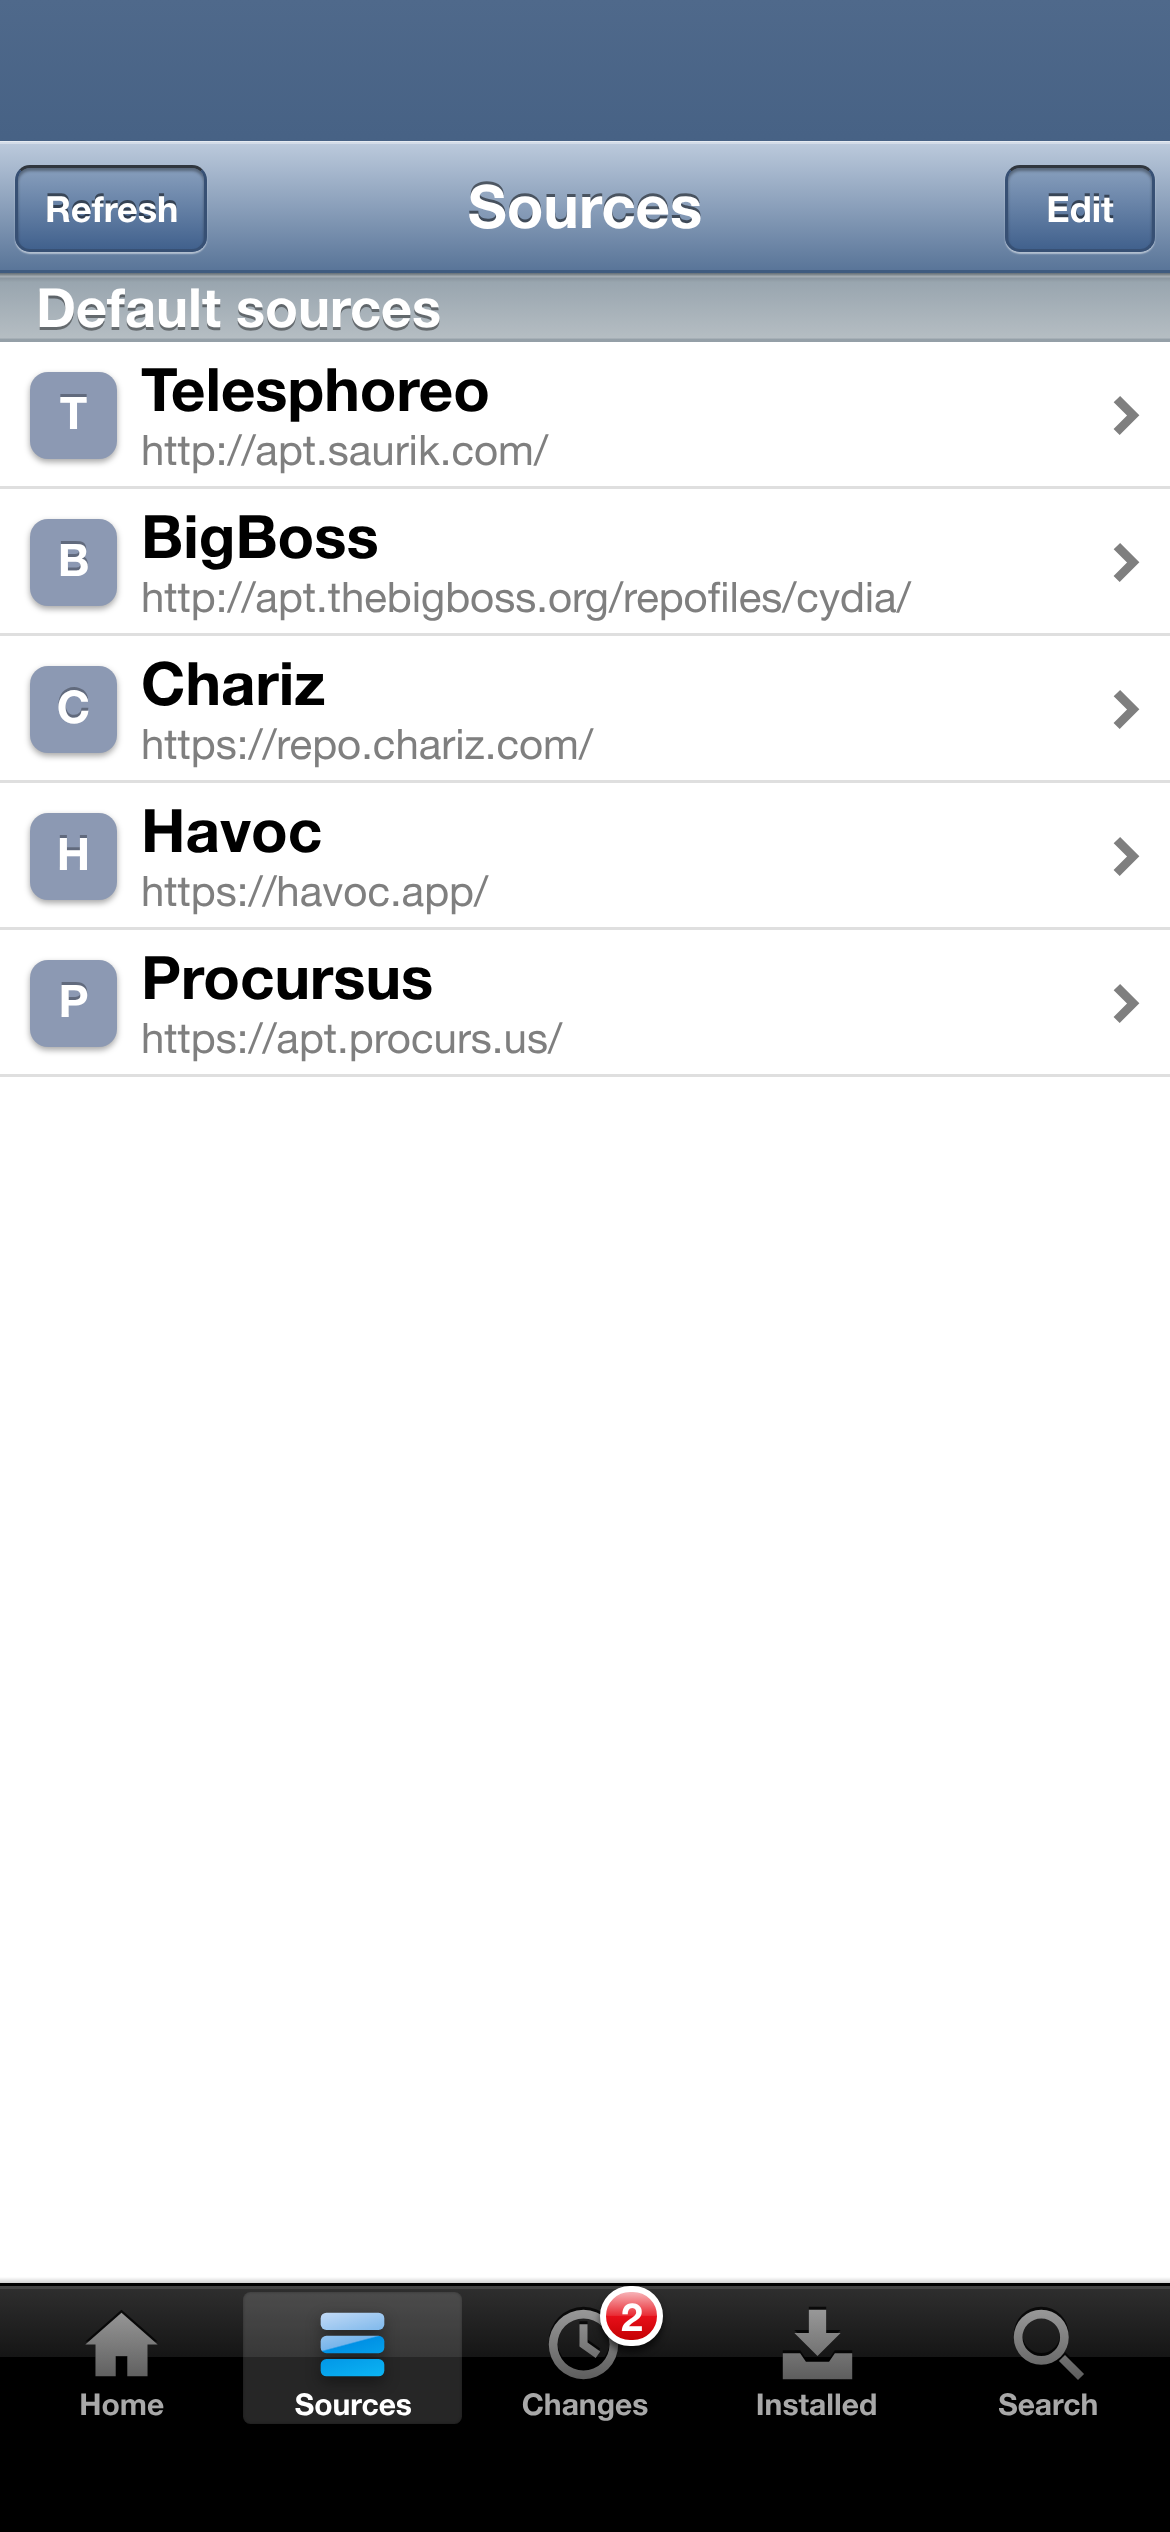 Refresh
Sources
Edit
Default sources
T
Telesphoreo
http://apt.saurik.com/
B
BigBoss
http://apt.thebigboss.org/repofiles/cydia/
C
Chariz
https://repo.chariz.com/
H
Havoc
https://havoc.app/
P
Procursus
https://apt.procurs.us/
2
Home
Sources
Changes
Installed
Search